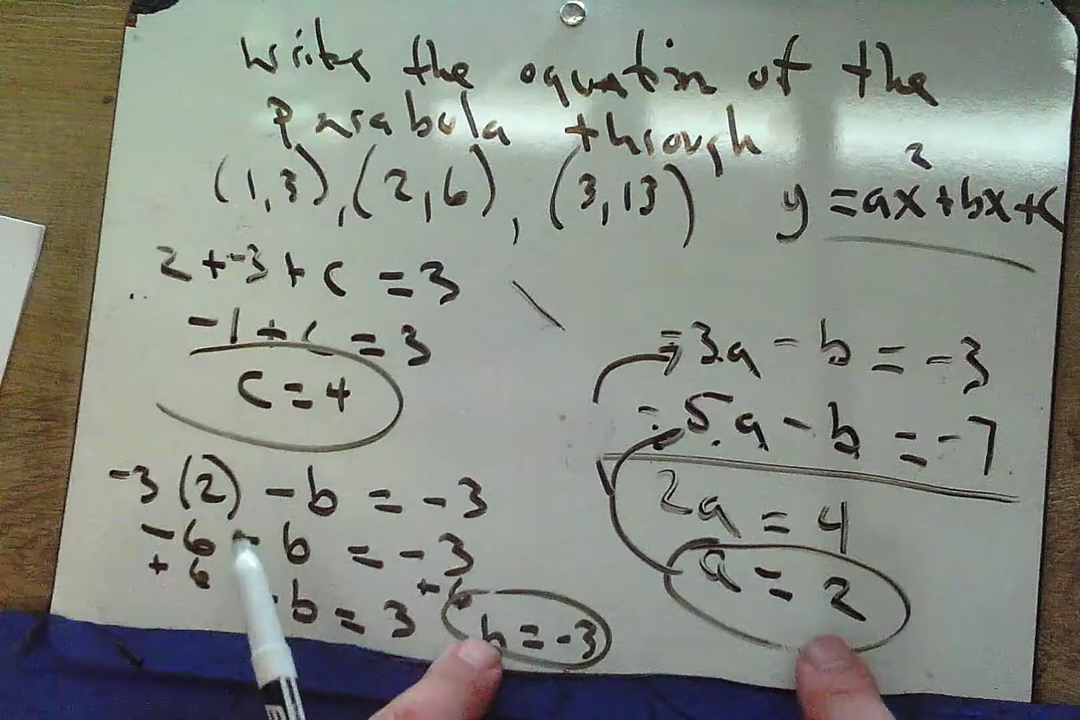 Write the equation of the
Parabola through
(1,3), (2,6), (3,13) y = ax²+bx+c
2 + -3 + c = 3
-1 + c = 3
c = 4
-3(2) - b = -3
-6 - b = -3
+6 +6
-b = 3
b = -3
-3a - b = -3
-5a - b = -7
2a = 4
a = 2